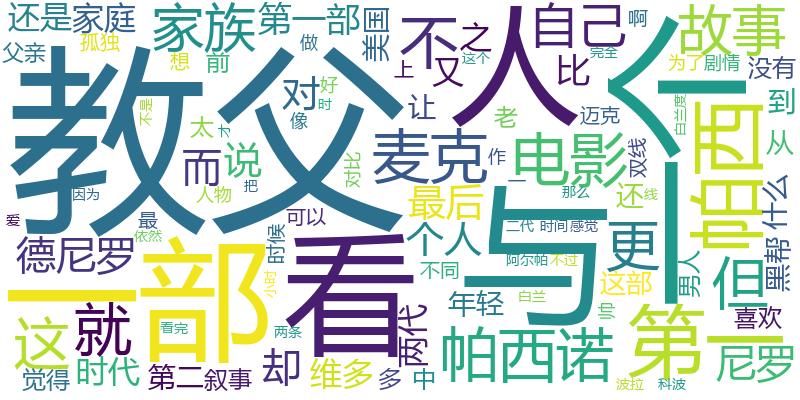 还是家庭
家族
第一部
美国
不
之
人
自己
啊
个
故事
父亲
孤独
想
前
做
上
又
比
完全
这个
为了
剧情
没有
教父
对
像
好
时
让
老
迈克
白兰度
到
不是
太
才
而
说
麦克
作
电影
双线
帕西
从
因为
人物
把
对比
一
那么
还
线
爱
最
依然
可以
最后
什么
德尼罗
时候
个人
二代
时间
感觉
更
黑帮
一部
看
与
不同
阿尔帕
不过
这部
男人
但
小时
两代
年轻
白兰
帅
第一
喜欢
这
就
看完
两条
却
帕西诺
尼罗
觉得
时代
第二
叙事
维多
多
中
波拉
科波